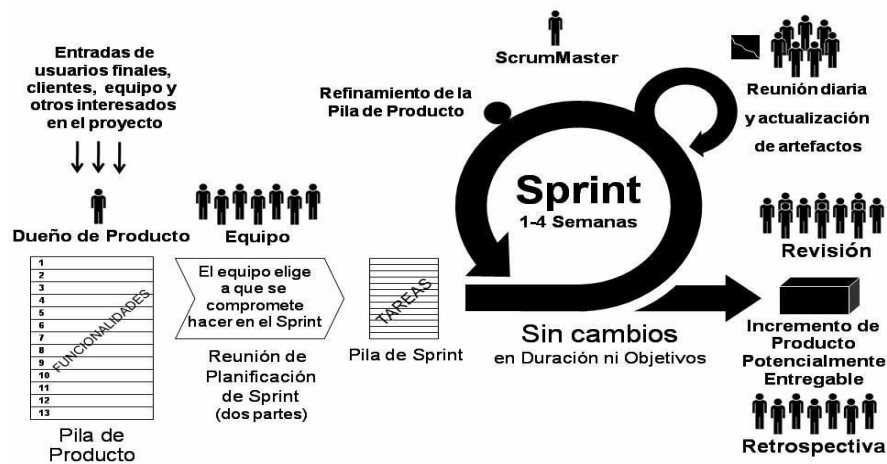 Entradas de
usuarios finales,
clientes, equipo y
otros interesados
en el proyecto
Dueño de Producto
1
2
3
4
5
6
7
8
9
10
11
12
13
FUNCIONALIDADES
Pila de
Producto
Equipo
El equipo elige
a que se
compromete
hacer en el Sprint
Reunión de
Planificación
de Sprint
(dos partes)
TAREAS
Pila de Sprint
ScrumMaster
Refinamiento de la
Pila de Producto
Sprint
1-4 Semanas
Sin cambios
en Duración ni Objetivos
Reunión diaria
y actualización
de artefactos
Revisión
Incremento de
Producto
Potencialmente
Entregable
Retrospectiva